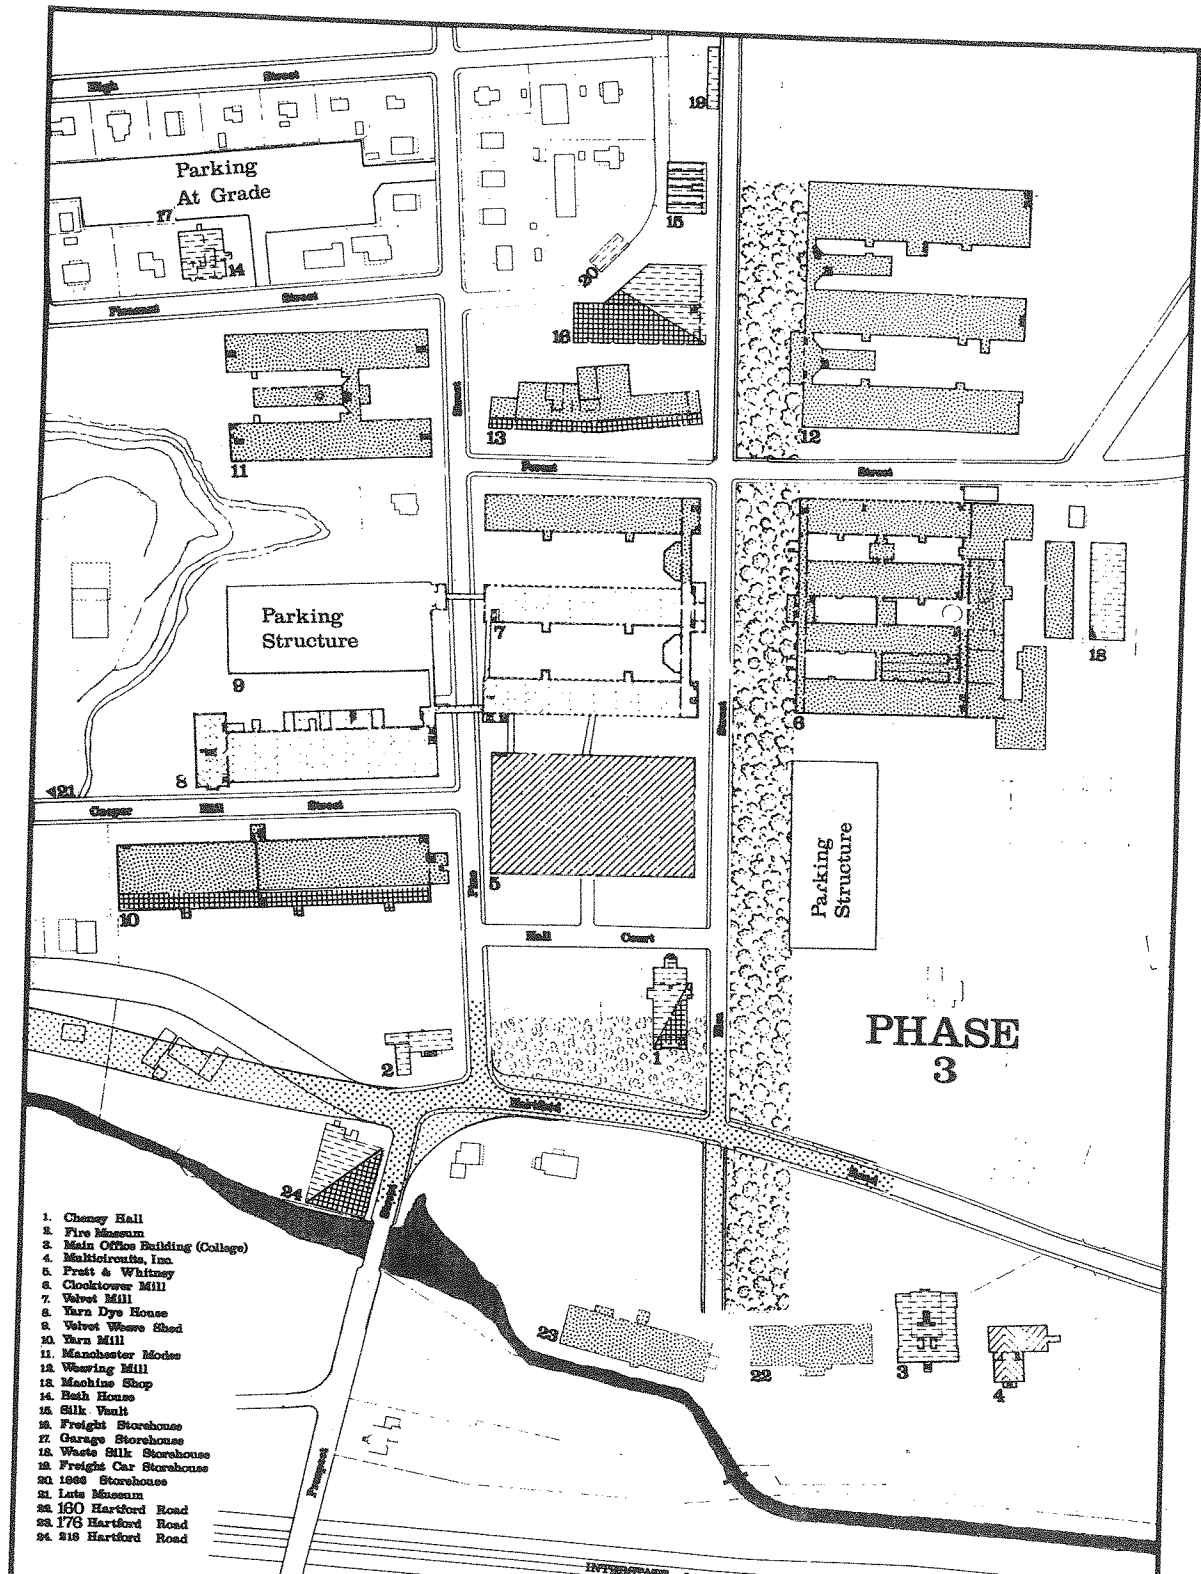 High Street
19
Parking
At Grade
17
15
14
20
Pleasant Street
16
Street
13
12
11
Forest Street
Parking
Structure
7
9
18
6
Street
8
21
Cooper Hill Street
Parking
Structure
5
Pine
10
Hall Court
Elm
1
2
PHASE
3
Hartford
Road
24
Street
23
22
3
4
Prospect
1. Cheney Hall
2. Fire Museum
3. Main Office Building (Collage)
4. Multicircuits, Inc.
5. Pratt & Whitney
6. Clocktower Mill
7. Velvet Mill
8. Yarn Dye House
9. Velvet Weave Shed
10. Yarn Mill
11. Manchester Modes
12. Weaving Mill
13. Machine Shop
14. Bath House
15. Silk Vault
16. Freight Storehouse
17. Garage Storehouse
18. Waste Silk Storehouse
19. Freight Car Storehouse
20. Storehouse
21. Lutz Museum
22. 160 Hartford Road
23. 176 Hartford Road
24. 218 Hartford Road
INTERSTATE